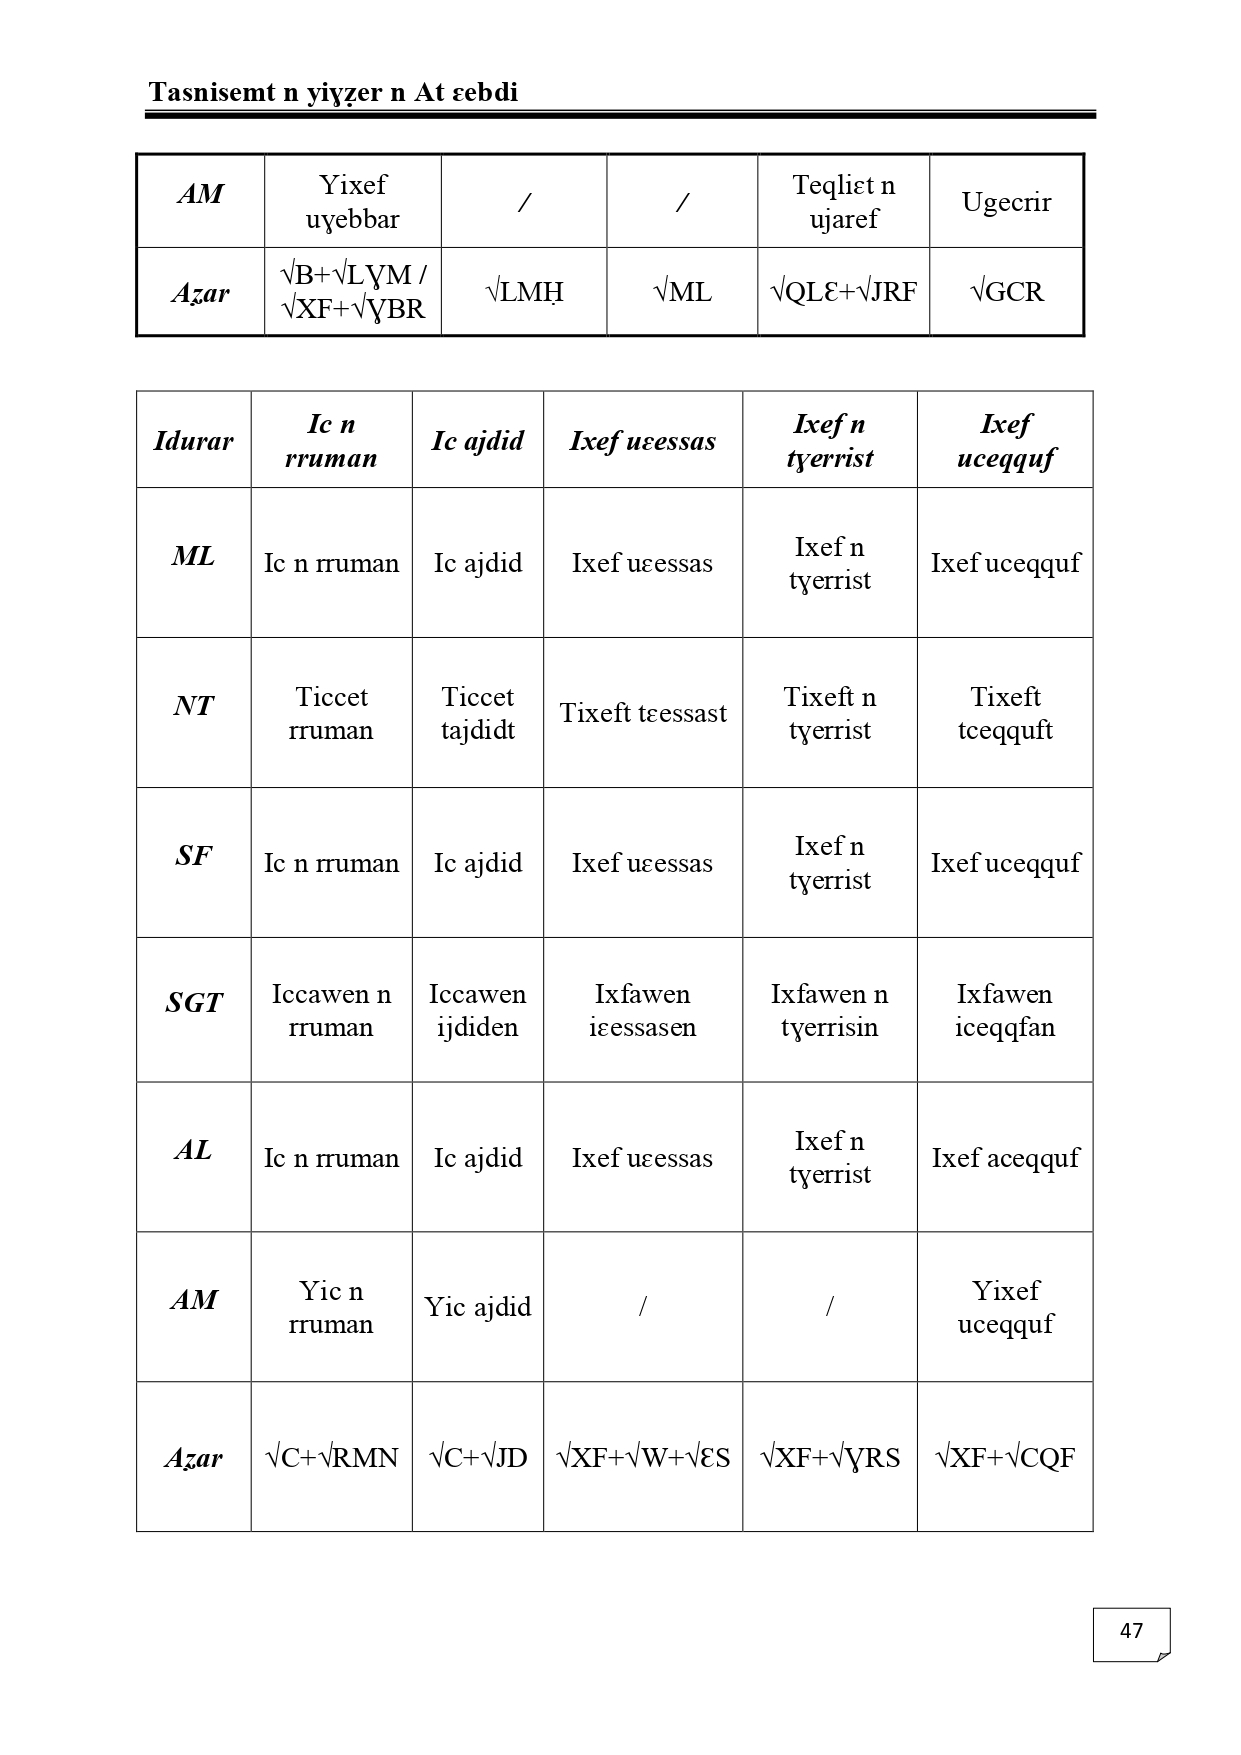 Tasnisemt n yiɣẓer n At ɛebdi
AM
Yixef
uɣebbar
/
/
Teqliɛt n
ujaref
Ugecrir
Aẓar
√B+√LƔM /
√XF+√ƔBR
√LMḤ
√ML
√QLƐ+√JRF
√GCR
Idurar
Ic n
rruman
Ic ajdid
Ixef uɛessas
Ixef n
tɣerrist
Ixef
uceqquf
ML
Ic n rruman
Ic ajdid
Ixef uɛessas
Ixef n
tɣerrist
Ixef uceqquf
NT
Ticcet
rruman
Ticcet
tajdidt
Tixeft tɛessast
Tixeft n
tɣerrist
Tixeft
tceqquft
SF
Ic n rruman
Ic ajdid
Ixef uɛessas
Ixef n
tɣerrist
Ixef uceqquf
SGT
Iccawen n
rruman
Iccawen
ijdiden
Ixfawen
iɛessasen
Ixfawen n
tɣerrisin
Ixfawen
iceqqfan
AL
Ic n rruman
Ic ajdid
Ixef uɛessas
Ixef n
tɣerrist
Ixef aceqquf
AM
Yic n
rruman
Yic ajdid
/
/
Yixef
uceqquf
Aẓar
√C+√RMN
√C+√JD
√XF+√W+√ƐS
√XF+√ƔRS
√XF+√CQF
47